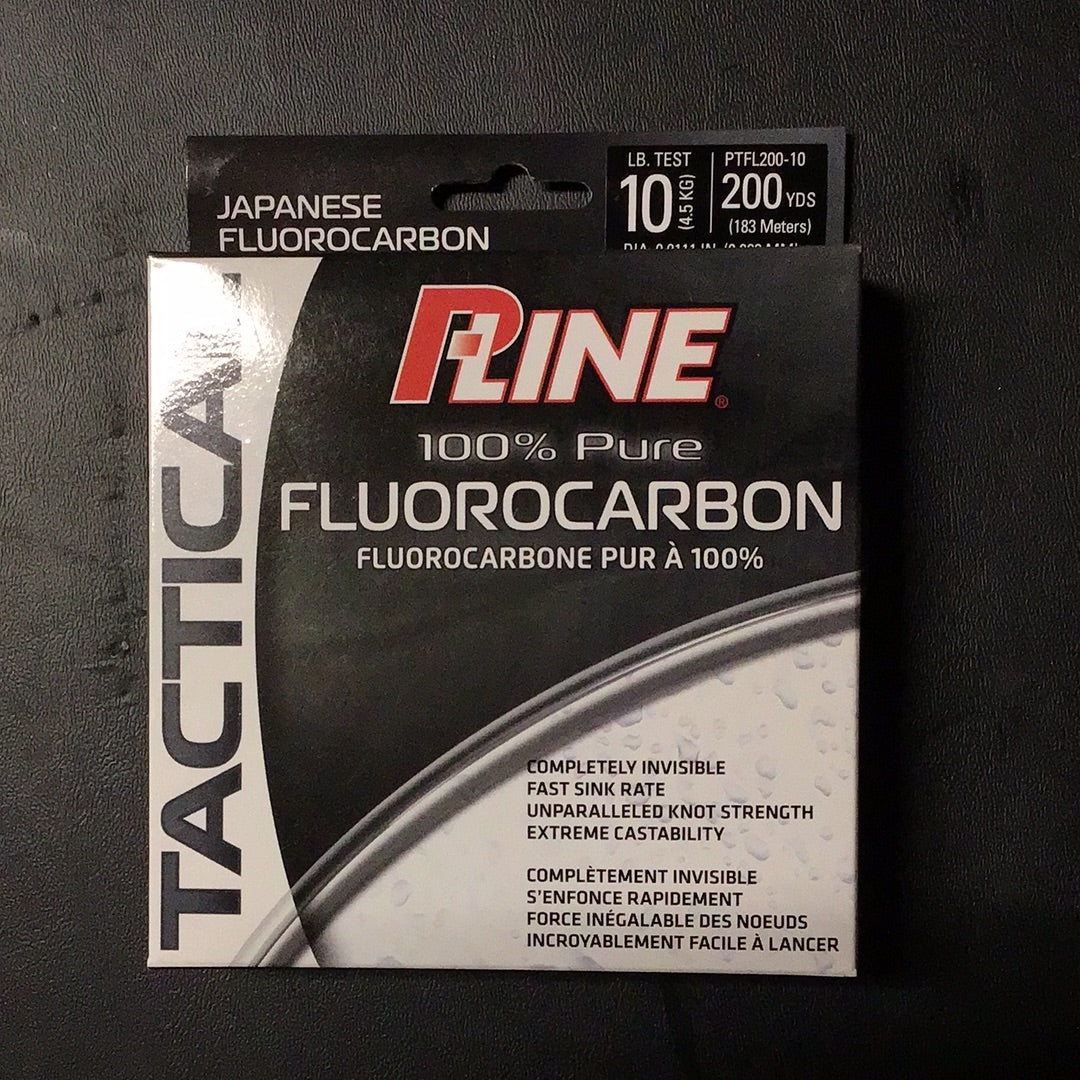 JAPANESE
FLUOROCARBON
LB. TEST
10 (4.5 KG)
PTFL200-10
200 YDS
(183 Meters)
TACTICAL
P-LINE®
100% Pure
FLUOROCARBON
FLUOROCARBONE PUR À 100%
COMPLETELY INVISIBLE
FAST SINK RATE
UNPARALLELED KNOT STRENGTH
EXTREME CASTABILITY
COMPLÈTEMENT INVISIBLE
S'ENFONCE RAPIDEMENT
FORCE INÉGALABLE DES NOEUDS
INCROYABLEMENT FACILE À LANCER